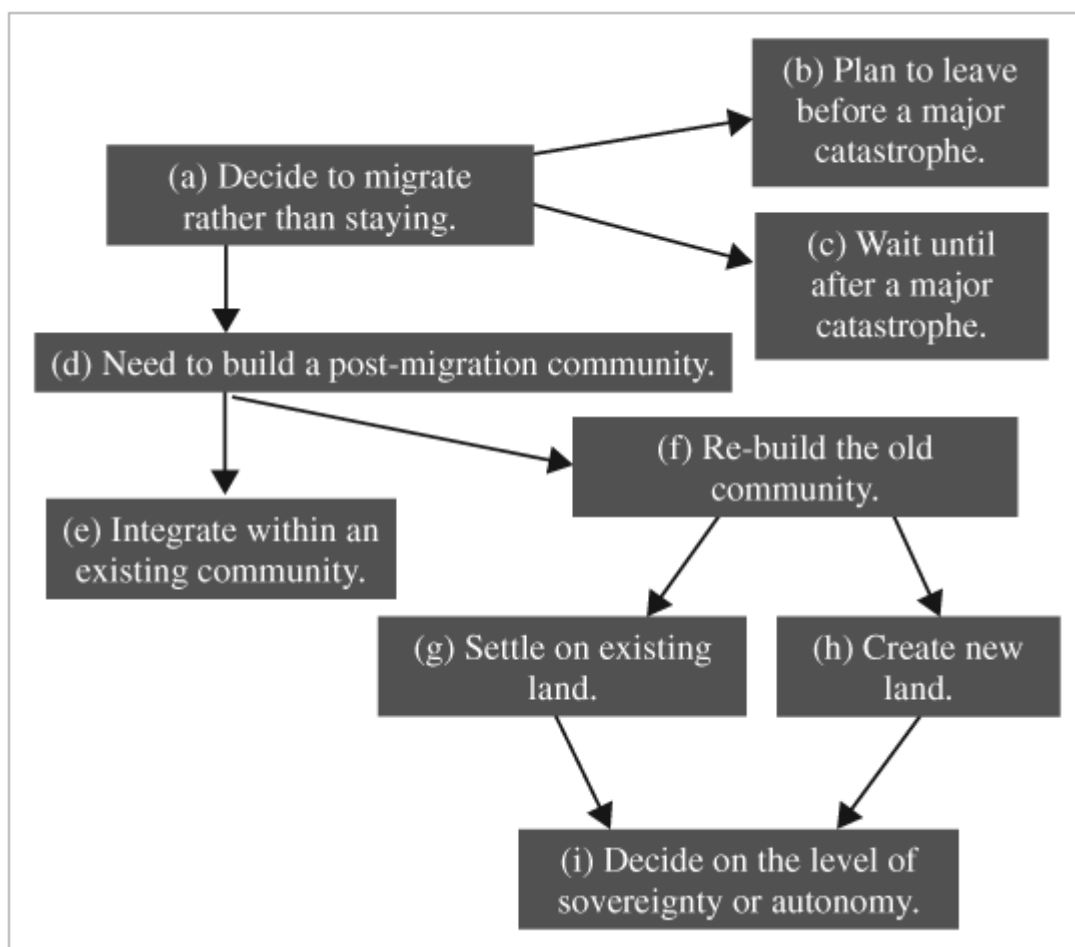 (b) Plan to leave
before a major
catastrophe.
(a) Decide to migrate
rather than staying.
(c) Wait until
after a major
catastrophe.
(d) Need to build a post-migration community.
(f) Re-build the old
community.
(e) Integrate within an
existing community.
(g) Settle on existing
land.
(h) Create new
land.
(i) Decide on the level of
sovereignty or autonomy.